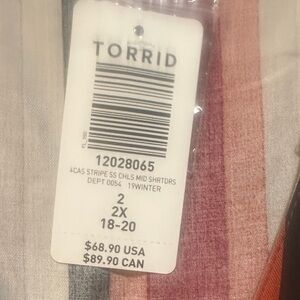 TORRID
12028065
4CAS STRIPE SS CHLS MID SHRTDRS
DEPT 0054 19WINTER
2
2X
18-20
$68.90 USA
$89.90 CAN